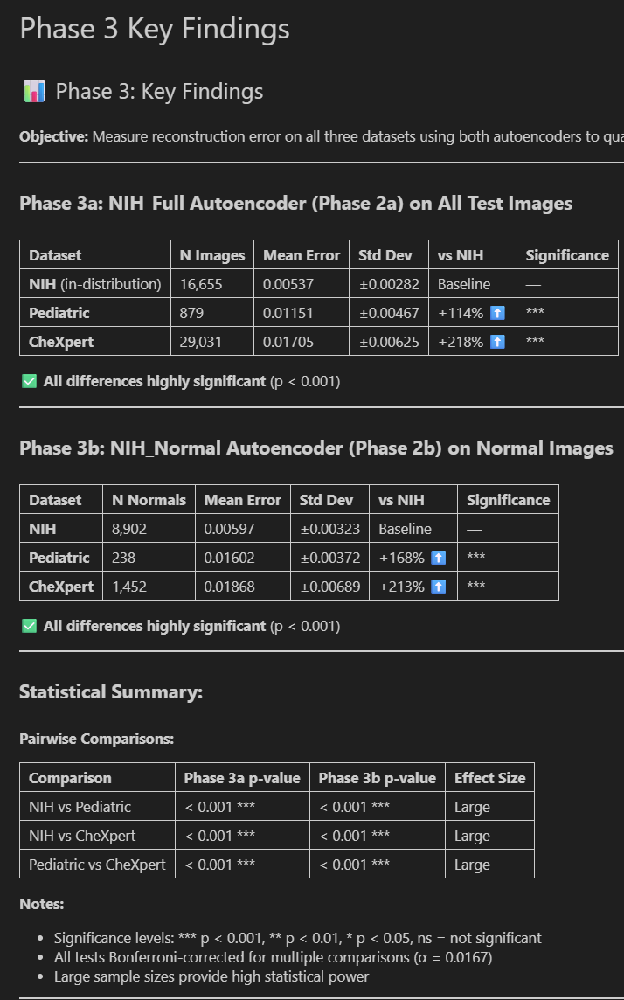 Phase 3 Key Findings
Phase 3: Key Findings
Objective: Measure reconstruction error on all three datasets using both autoencoders to
Phase 3a: NIH_Full Autoencoder (Phase 2a) on All Test Images
Dataset N Images Mean Error Std Dev vs NIH Significance
NIH (in-distribution) 16,655 0.00537 ±0.00282 Baseline —
Pediatric 879 0.01151 ±0.00467 +114% ⬆️ ***
CheXpert 29,031 0.01705 ±0.00625 +218% ⬆️ ***
✅ All differences highly significant (p < 0.001)
Phase 3b: NIH_Normal Autoencoder (Phase 2b) on Normal Images
Dataset N Normals Mean Error Std Dev vs NIH Significance
NIH 8,902 0.00597 ±0.00323 Baseline —
Pediatric 238 0.01602 ±0.00372 +168% ⬆️ ***
CheXpert 1,452 0.01868 ±0.00689 +213% ⬆️ ***
✅ All differences highly significant (p < 0.001)
Statistical Summary:
Pairwise Comparisons:
Comparison Phase 3a p-value Phase 3b p-value Effect Size
NIH vs Pediatric < 0.001 *** < 0.001 *** Large
NIH vs CheXpert < 0.001 *** < 0.001 *** Large
Pediatric vs CheXpert < 0.001 *** < 0.001 *** Large
Notes:
• Significance levels: *** p < 0.001, ** p < 0.01, * p < 0.05, ns = not significant
• All tests Bonferroni-corrected for multiple comparisons (α = 0.0167)
• Large sample sizes provide high statistical power